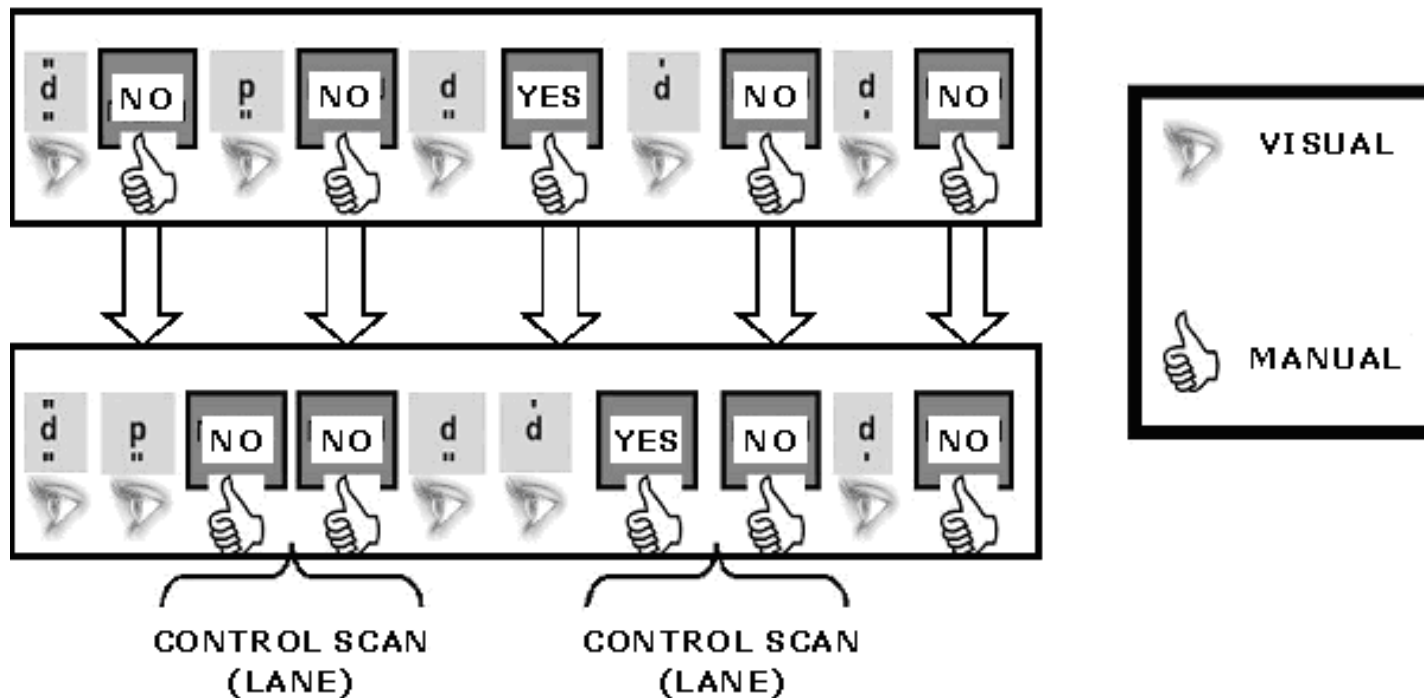 " " " ' 
d NO p NO d YES d NO d NO
" " " '
VISUAL
MANUAL
" '
d p NO NO d d YES NO d NO
" " " '
CONTROL SCAN
(LANE)
CONTROL SCAN
(LANE)